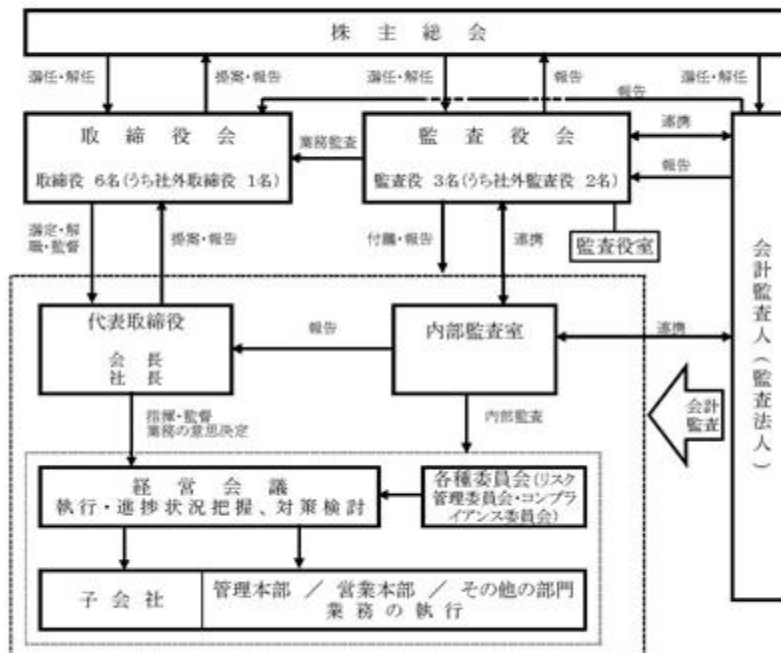 株主総会
選任・解任
提案・報告
選任・解任
報告
選任・解任
報告
取締役会
取締役 6名(うち社外取締役 1名)
業務監査
監査役会
監査役 3名(うち社外監査役 2名)
連携
報告
選定・解
職・監督
提案・報告
付議・報告
連携
監査役室
会計監査人(監査法人)
代表取締役
会長
社長
報告
内部監査室
連携
会計
監査
指揮・監督
業務の意思決定
内部監査
経営会議
執行・進捗状況把握、対策検討
各種委員会(リスク
管理委員会・コンプラ
イアンス委員会)
子会社
管理本部 / 営業本部 / その他の部門
業務の執行